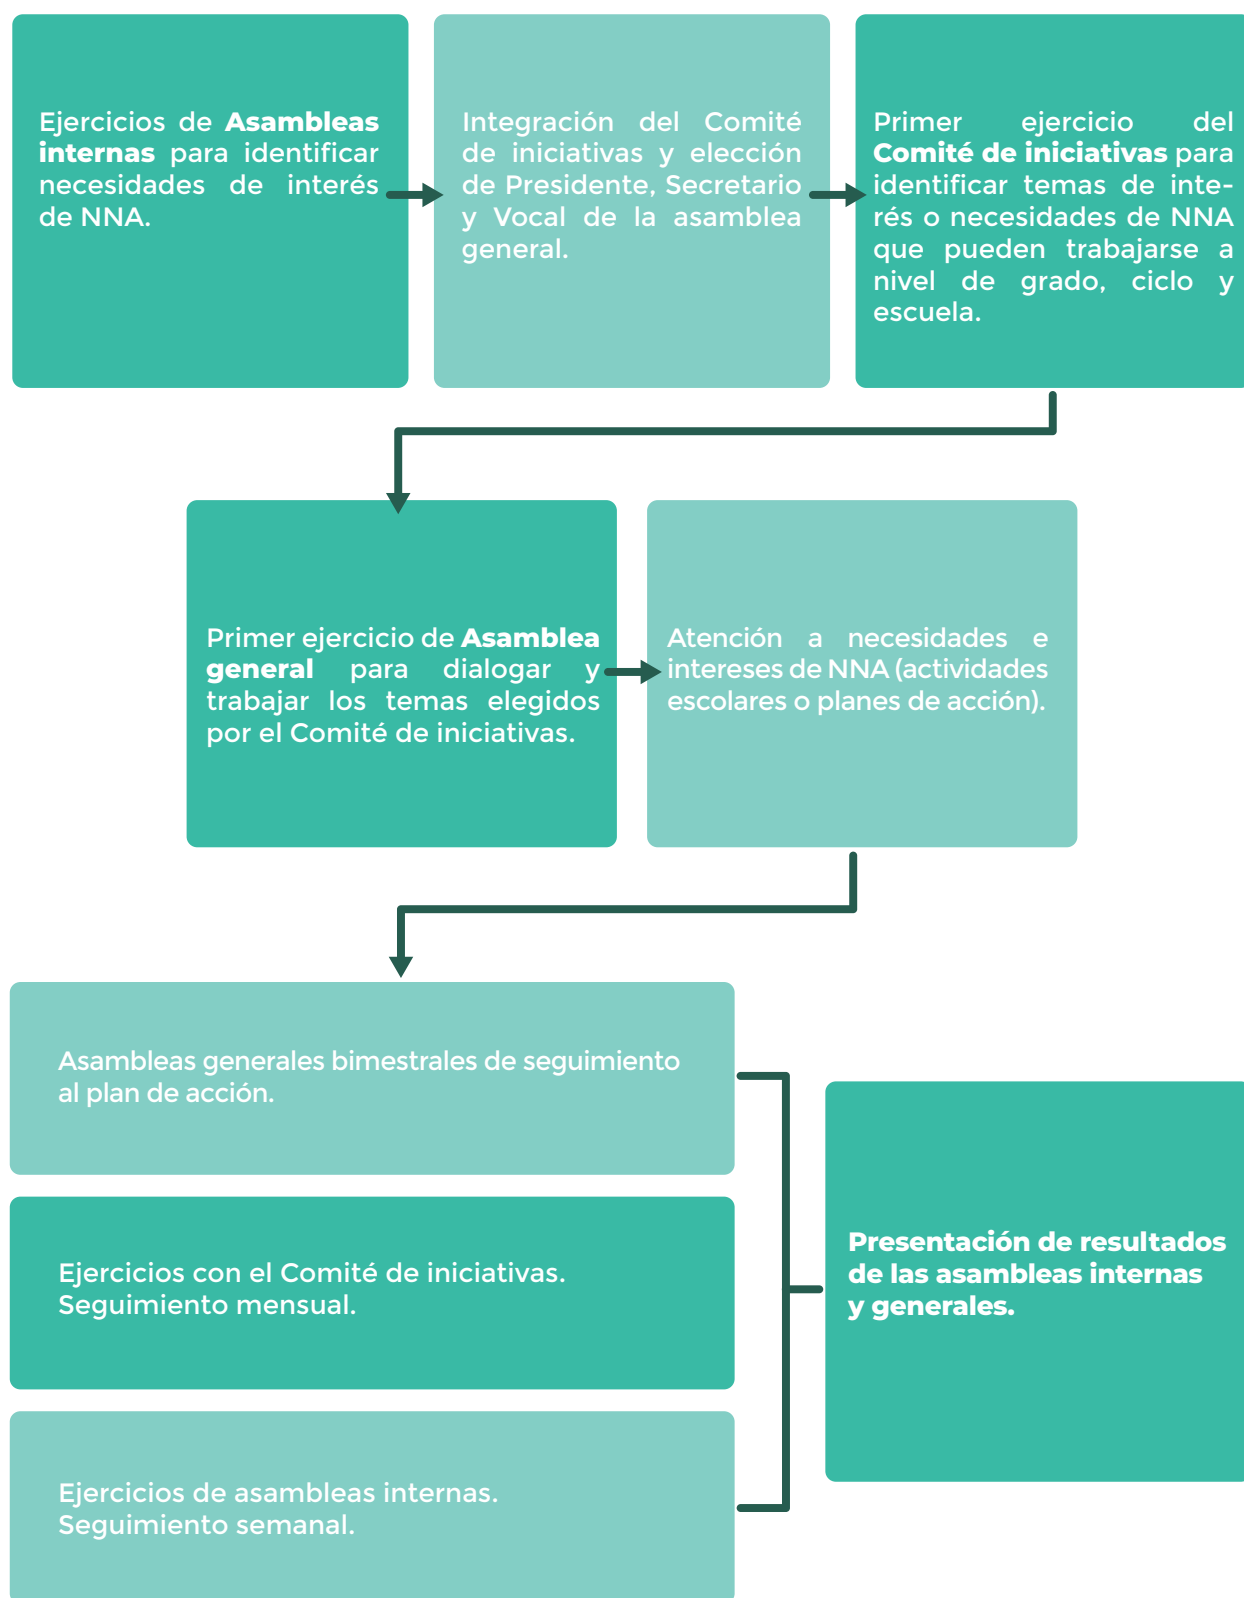 Ejercicios de Asambleas
internas para identificar
necesidades de interés
de NNA.
Integración del Comité
de iniciativas y elección
de Presidente, Secretario
y Vocal de la asamblea
general.
Primer ejercicio del
Comité de iniciativas para
identificar temas de inte-
rés o necesidades de NNA
que pueden trabajarse a
nivel de grado, ciclo y
escuela.
Primer ejercicio de Asamblea
general para dialogar y
trabajar los temas elegidos
por el Comité de iniciativas.
Atención a necesidades e
intereses de NNA (actividades
escolares o planes de acción).
Asambleas generales bimestrales de seguimiento
al plan de acción.
Ejercicios con el Comité de iniciativas.
Seguimiento mensual.
Ejercicios de asambleas internas.
Seguimiento semanal.
Presentación de resultados
de las asambleas internas
y generales.